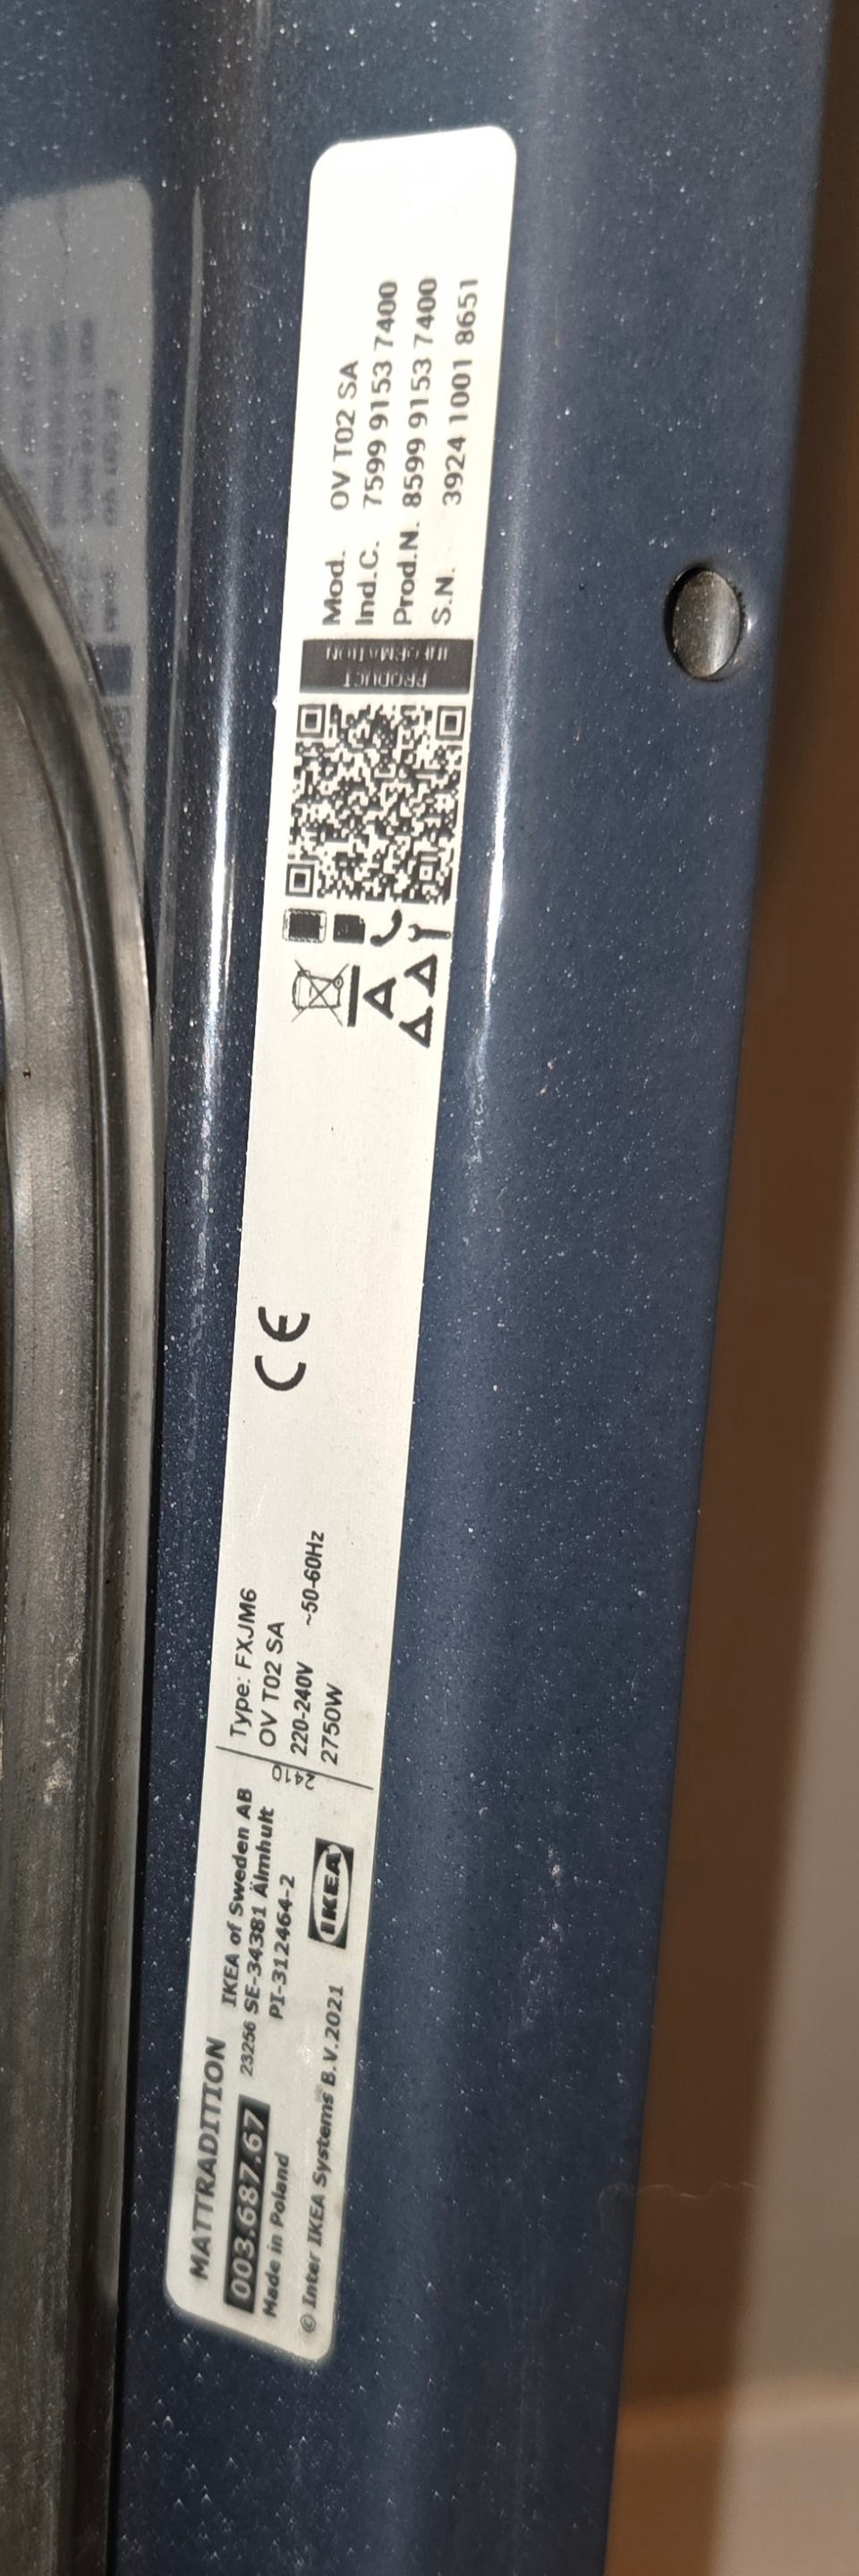 MATTRADITION
003.687.67
Made in Poland
© Inter IKEA Systems B.V.2021
IKEA of Sweden AB
23256 SE-34381 Älmhult
PI-312464-2
IKEA
2410
Type: FXJM6
OV T02 SA
220-240V ~50-60Hz
2750W
CE
PRODUCT
INFORMATION
Mod. OV T02 SA
Ind.C. 7599 9153 7400
Prod.N. 8599 9153 7400
S.N. 3924 1001 8651